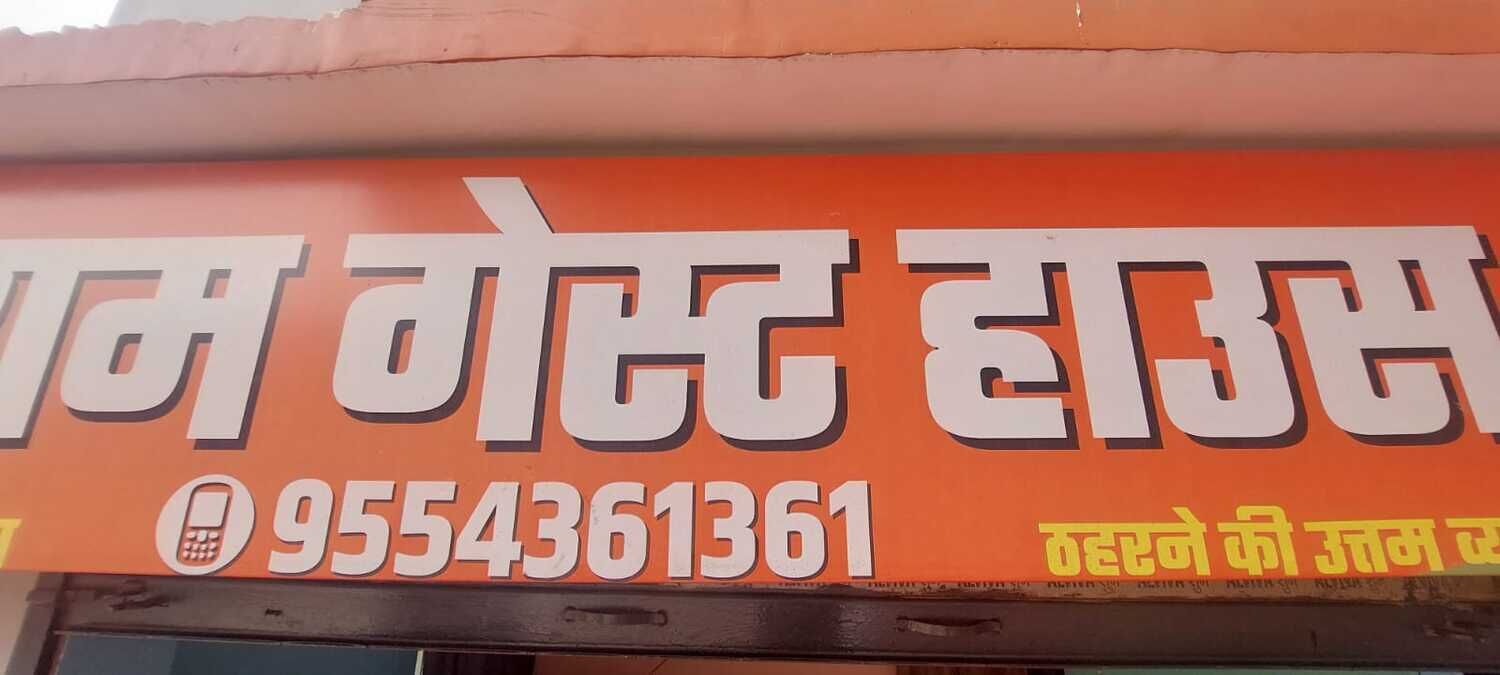 गेस्ट हाउस
9554361361
ठहरने की उत्तम